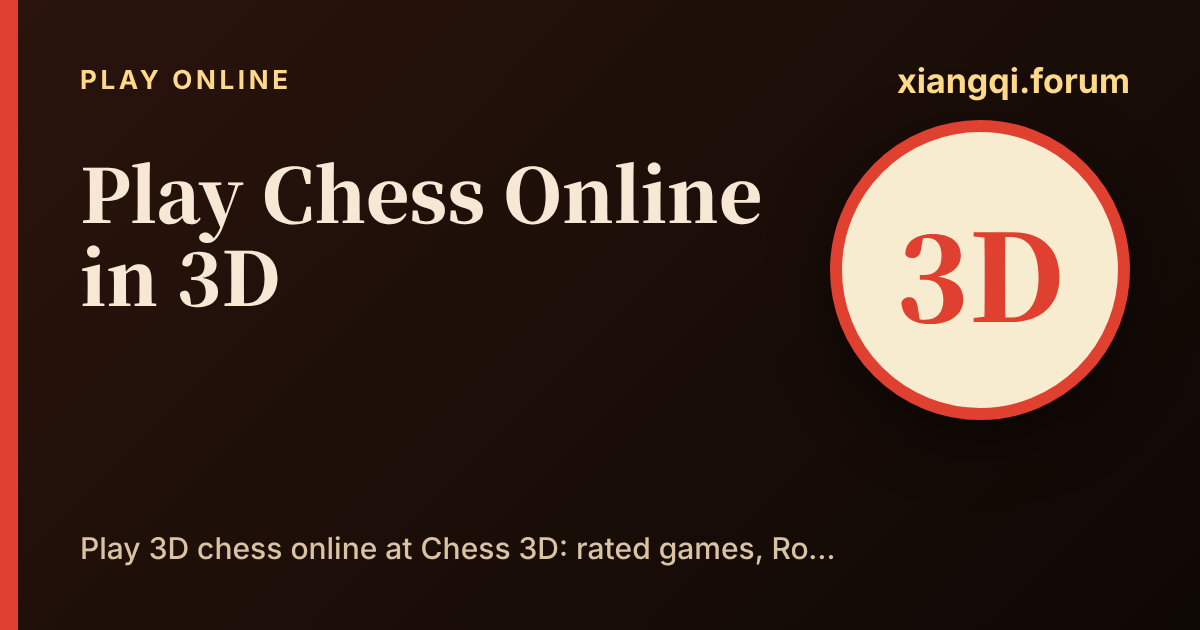 PLAY ONLINE
xiangqi.forum
Play Chess Online
in 3D
3D
Play 3D chess online at Chess 3D: rated games, Ro...